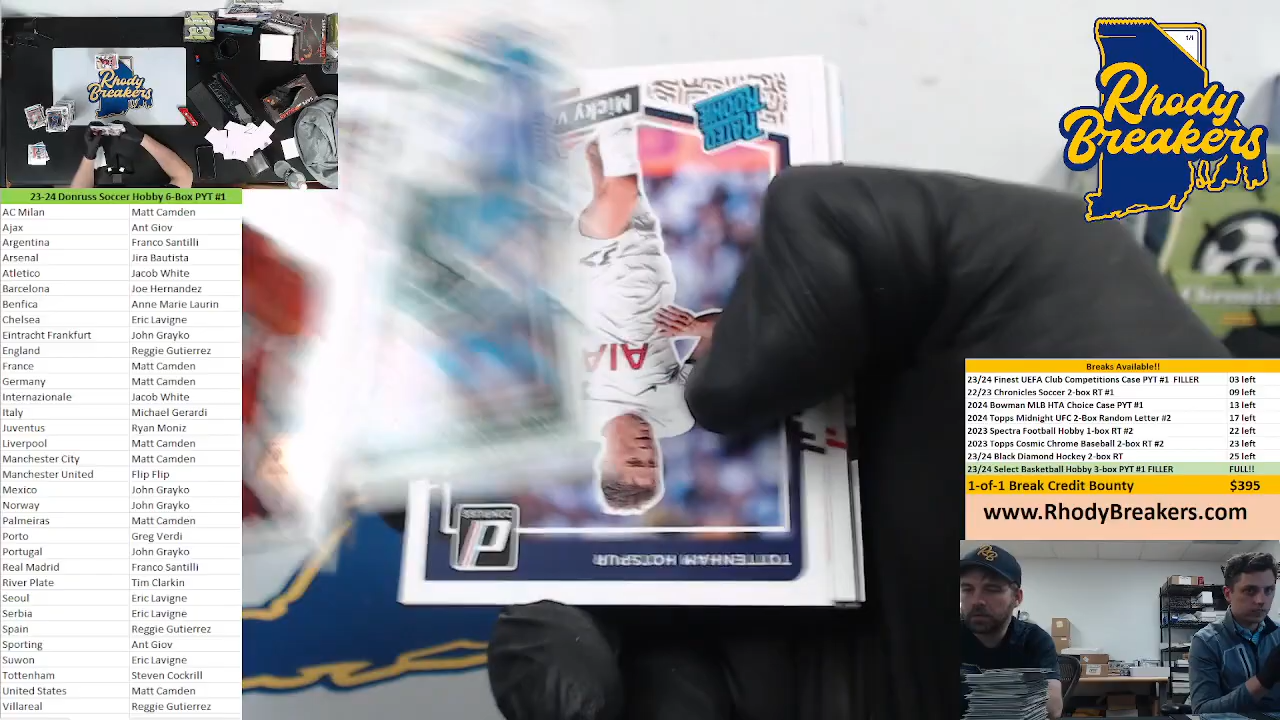 Rhody
Breakers
23-24 Donruss Soccer Hobby 6-Box PYT #1
AC Milan Matt Camden
Ajax Ant Giov
Argentina Franco Santilli
Arsenal Jira Bautista
Atletico Jacob White
Barcelona Joe Hernandez
Benfica Anne Marie Laurin
Chelsea Eric Lavigne
Eintracht Frankfurt John Grayko
England Reggie Gutierrez
France Matt Camden
Germany Matt Camden
Internazionale Jacob White
Italy Michael Gerardi
Juventus Ryan Moniz
Liverpool Matt Camden
Manchester City Matt Camden
Manchester United Flip Flip
Mexico John Grayko
Norway John Grayko
Palmeiras Matt Camden
Porto Greg Verdi
Portugal John Grayko
Real Madrid Franco Santilli
River Plate Tim Clarkin
Seoul Eric Lavigne
Serbia Eric Lavigne
Spain Reggie Gutierrez
Sporting Ant Giov
Suwon Eric Lavigne
Tottenham Steven Cockrill
United States Matt Camden
Villareal Reggie Gutierrez
Micky V
RATED
ROOKIE
AIA
DONRUSS
TOTTENHAM HOTSPUR
1/1
Rhody
Breakers
Chronicles
Breaks Available!!
23/24 Finest UEFA Club Competitions Case PYT #1 FILLER 03 left
22/23 Chronicles Soccer 2-box RT #1 09 left
2024 Bowman MLB HTA Choice Case PYT #1 13 left
2024 Topps Midnight UFC 2-Box Random Letter #2 17 left
2023 Spectra Football Hobby 1-box RT #2 22 left
2023 Topps Cosmic Chrome Baseball 2-box RT #2 23 left
23/24 Black Diamond Hockey 2-box RT 25 left
23/24 Select Basketball Hobby 3-box PYT #1 FILLER FULL!!
1-of-1 Break Credit Bounty $395
www.RhodyBreakers.com